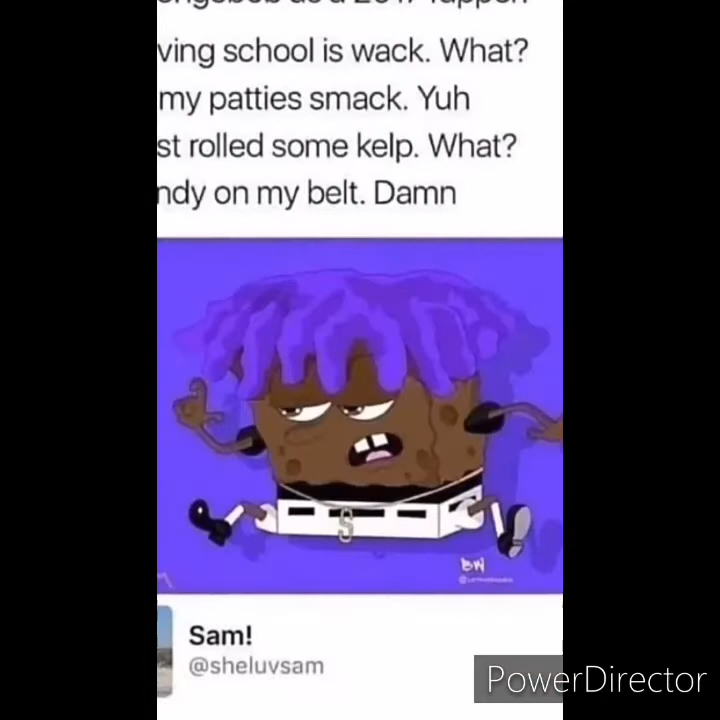 ving school is wack. What?
my patties smack. Yuh
st rolled some kelp. What?
ndy on my belt. Damn
S
BW
Sam!
@sheluvsam
PowerDirector